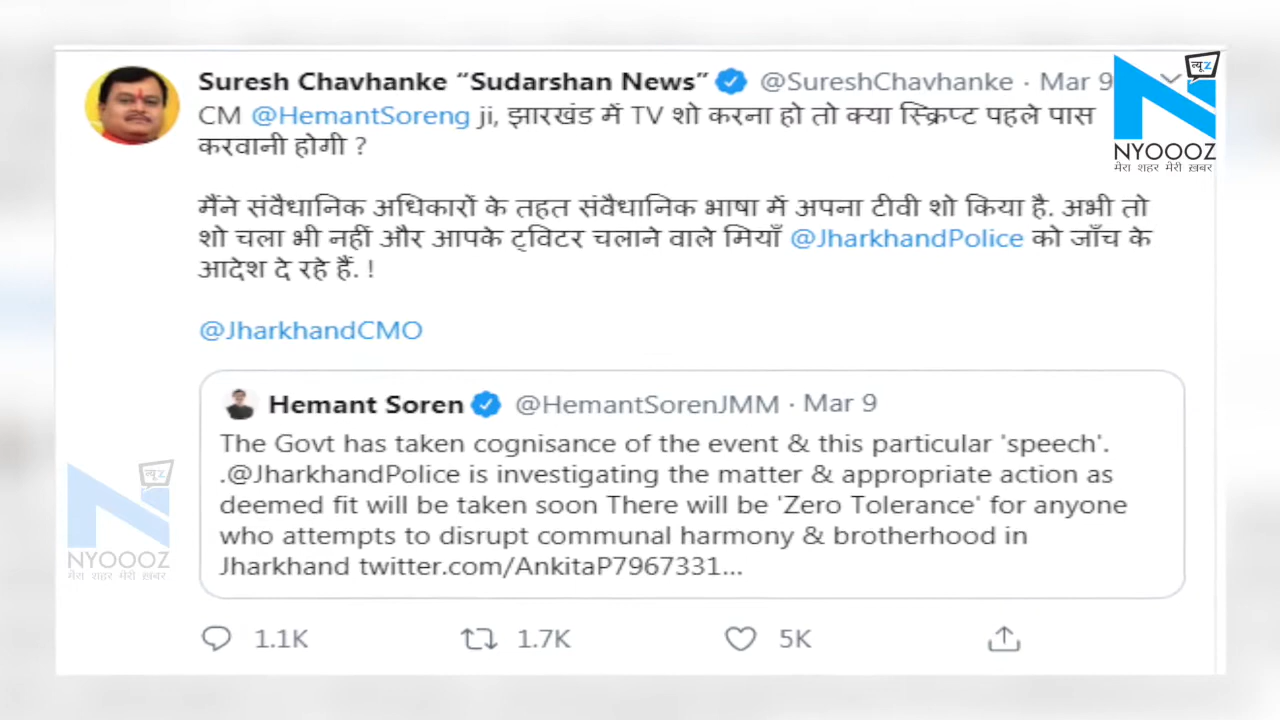 Suresh Chavhanke “Sudarshan News” @SureshChavhanke · Mar 9
CM @HemantSoreng ji, झारखंड में TV शो करना हो तो क्या स्क्रिप्ट पहले पास
करवानी होगी ?
मैंने संवैधानिक अधिकारों के तहत संवैधानिक भाषा में अपना टीवी शो किया है. अभी तो
शो चला भी नहीं और आपके ट्विटर चलाने वाले मियाँ @JharkhandPolice को जाँच के
आदेश दे रहे हैं. !
@JharkhandCMO
Hemant Soren @HemantSorenJMM · Mar 9
The Govt has taken cognisance of the event & this particular 'speech'.
.@JharkhandPolice is investigating the matter & appropriate action as
deemed fit will be taken soon There will be 'Zero Tolerance' for anyone
who attempts to disrupt communal harmony & brotherhood in
Jharkhand twitter.com/AnkitaP7967331...
1.1K 1.7K 5K
न्यूz
NYOOOZ
मेरा शहर मेरी ख़बर
न्यूz
NYOOOZ
मेरा शहर मेरी ख़बर